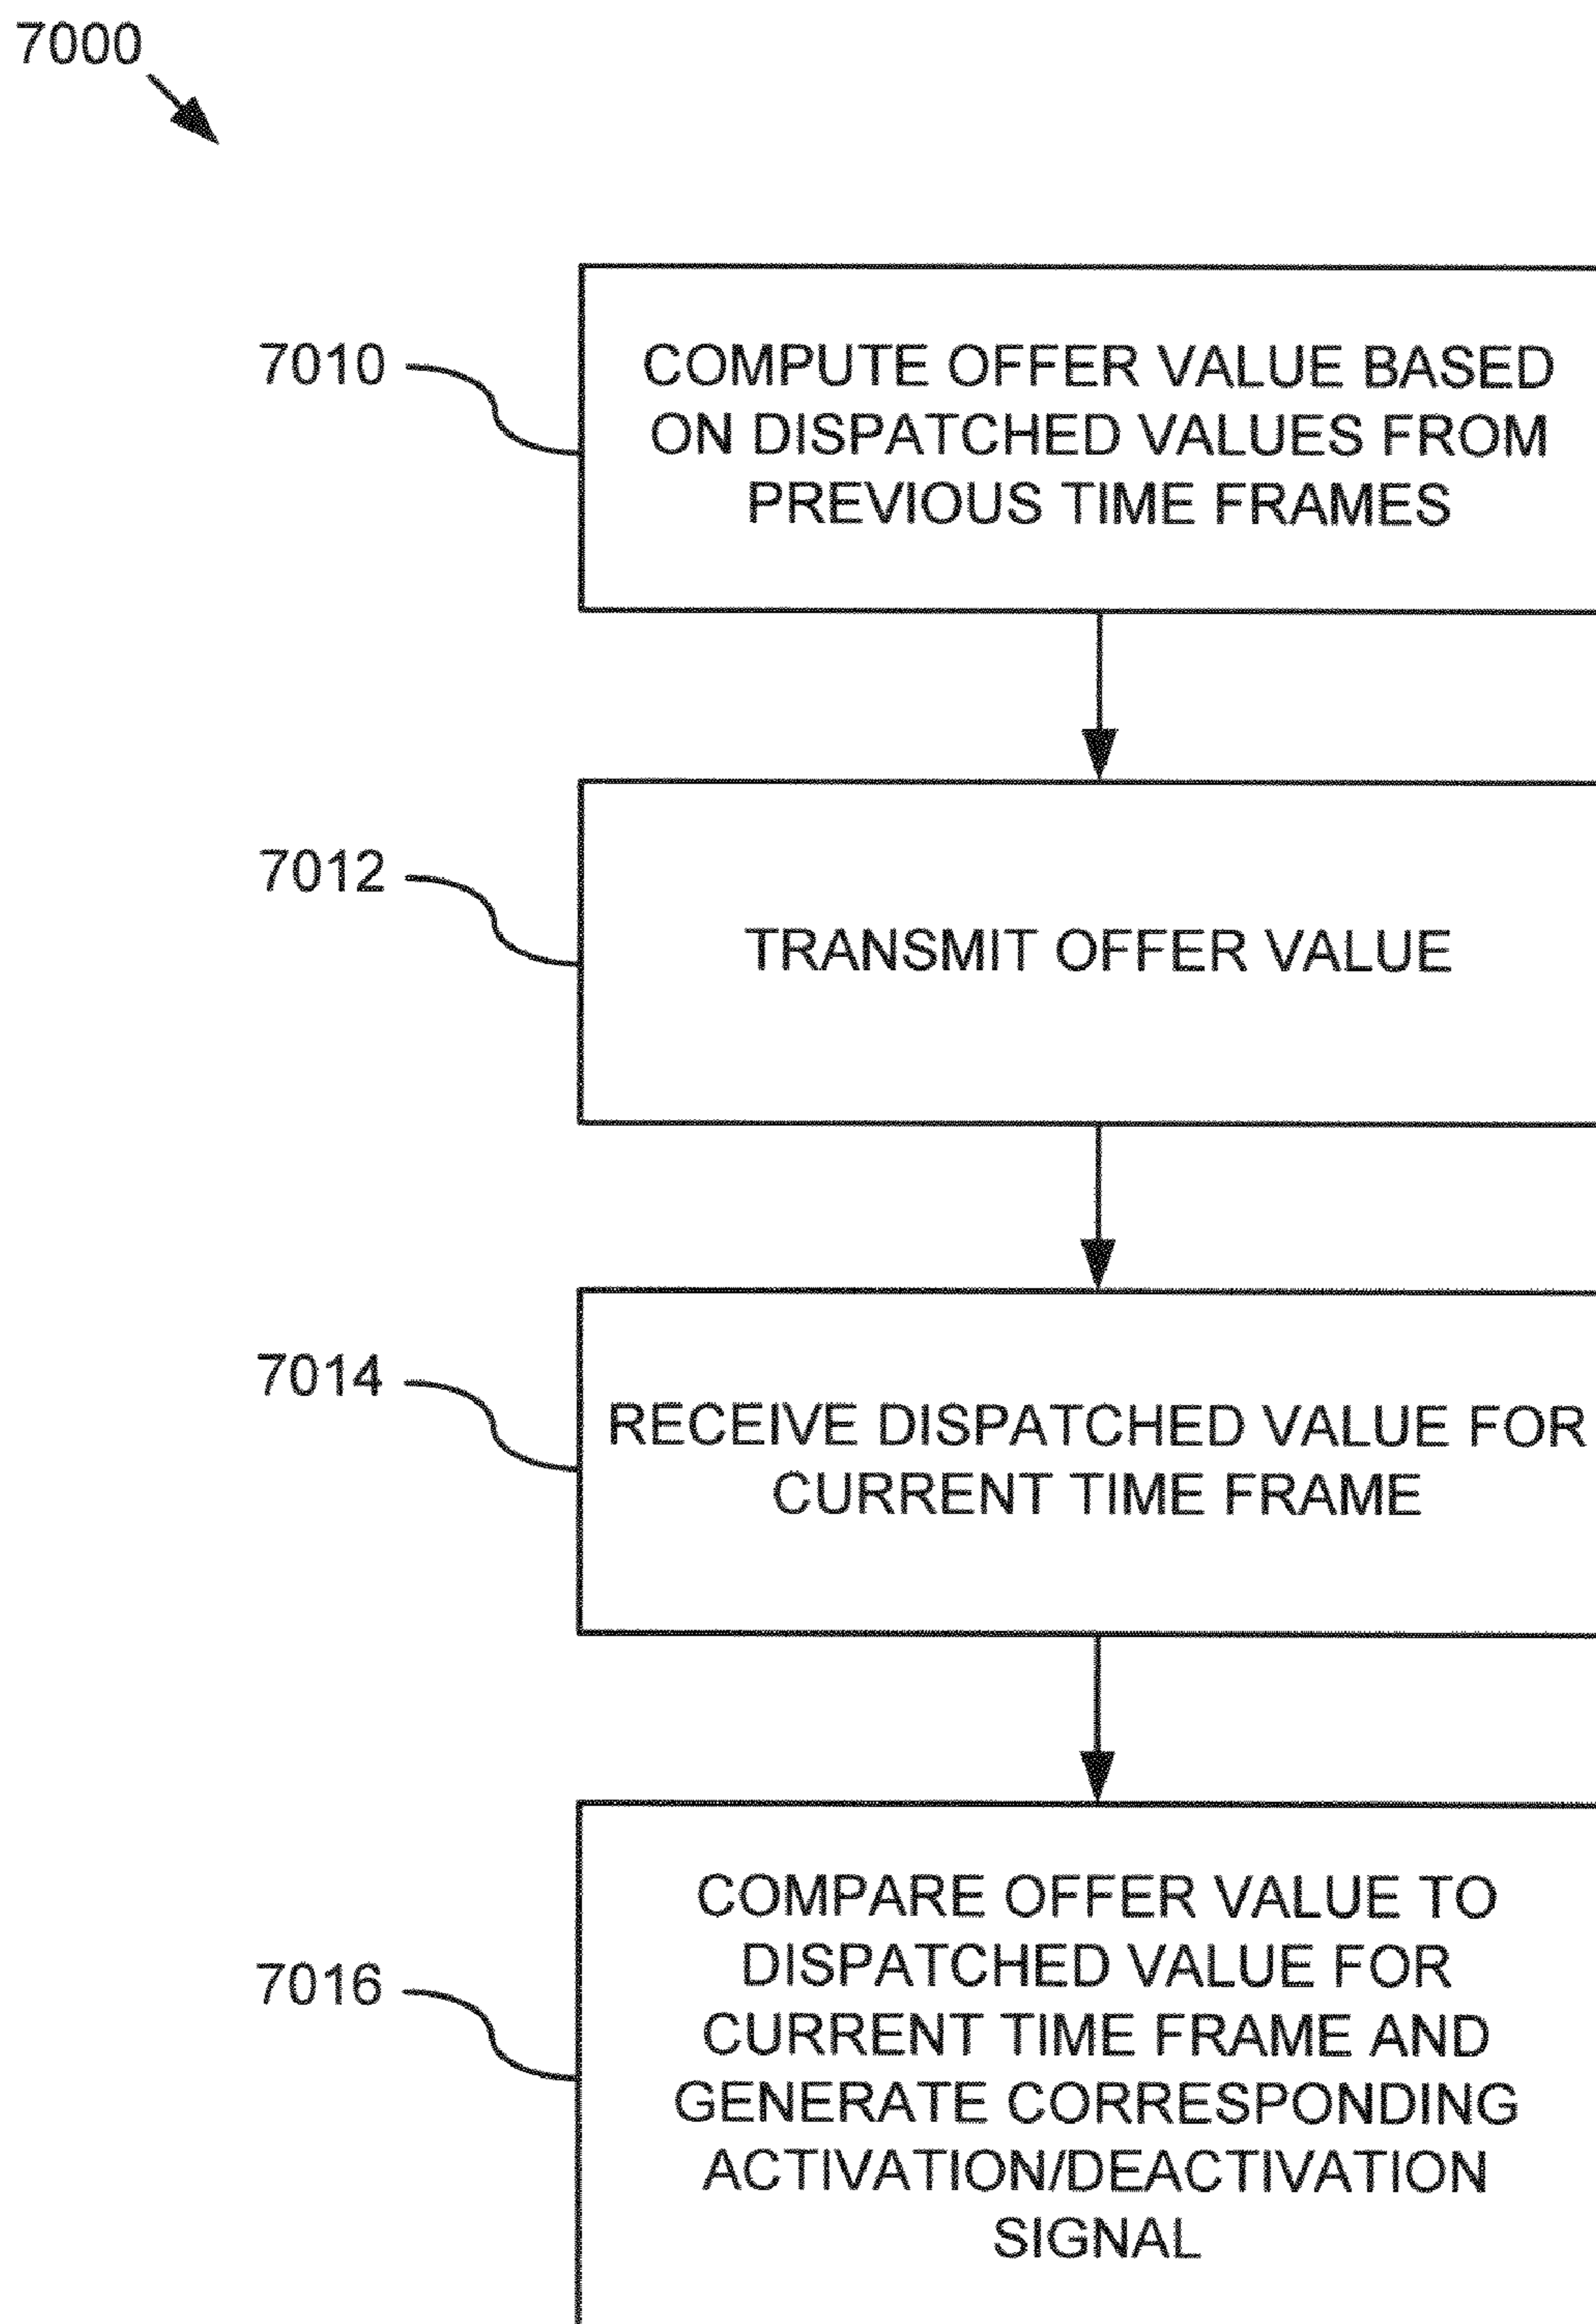 7000
7010
COMPUTE OFFER VALUE BASED
ON DISPATCHED VALUES FROM
PREVIOUS TIME FRAMES
7012
TRANSMIT OFFER VALUE
7014
RECEIVE DISPATCHED VALUE FOR
CURRENT TIME FRAME
7016
COMPARE OFFER VALUE TO
DISPATCHED VALUE FOR
CURRENT TIME FRAME AND
GENERATE CORRESPONDING
ACTIVATION/DEACTIVATION
SIGNAL